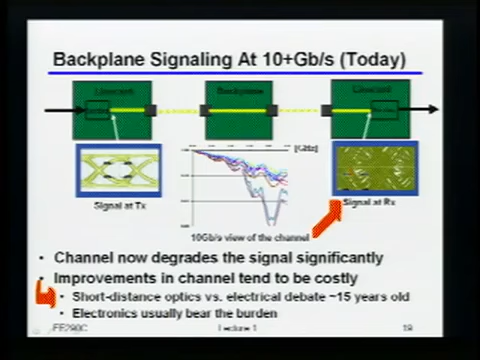 Backplane Signaling At 10+Gb/s (Today)
Linecard
Backplane
Linecard
[GHz]
Signal at Tx
Signal at Rx
10Gb/s view of the channel
• Channel now degrades the signal significantly
• Improvements in channel tend to be costly
• Short-distance optics vs. electrical debate ~15 years old
• Electronics usually bear the burden
EE290C
Lecture 1
19